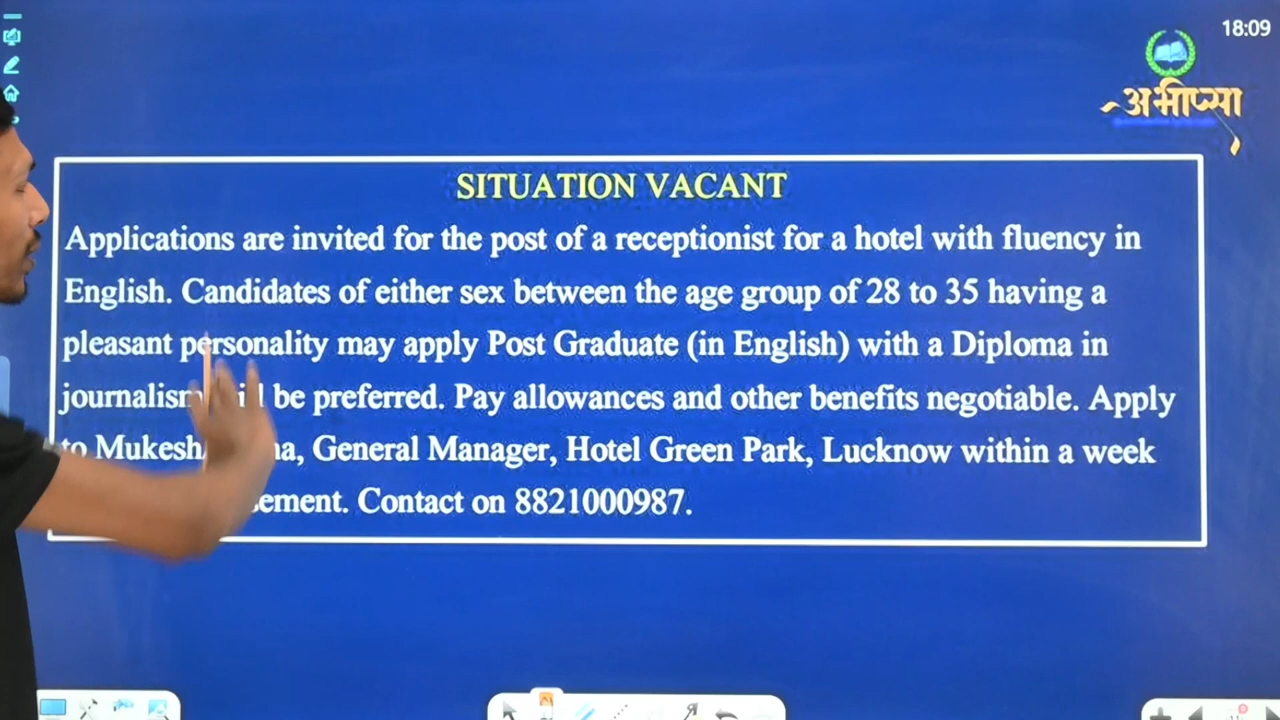 18:09
अभीप्सा
SITUATION VACANT
Applications are invited for the post of a receptionist for a hotel with fluency in
English. Candidates of either sex between the age group of 28 to 35 having a
pleasant personality may apply Post Graduate (in English) with a Diploma in
be preferred. Pay allowances and other benefits negotiable. Apply
to Mukesh General Manager, Hotel Green Park, Lucknow within a week
Contact on 8821000987.